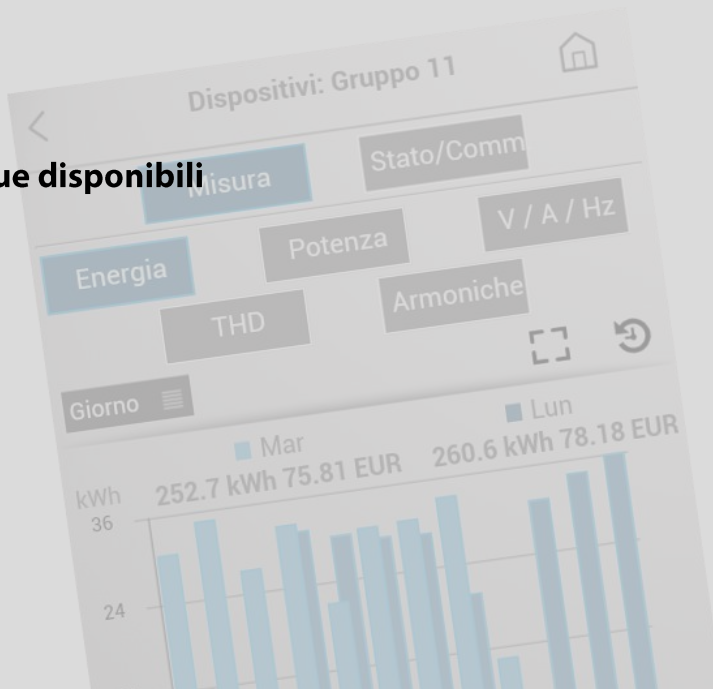 Dispositivi: Gruppo 11
Misura
Stato/Comm
ue disponibili
Energia
Potenza
V / A / Hz
THD
Armoniche
Giorno
Mar
Lun
252.7 kWh 75.81 EUR
260.6 kWh 78.18 EUR
kWh
36
24